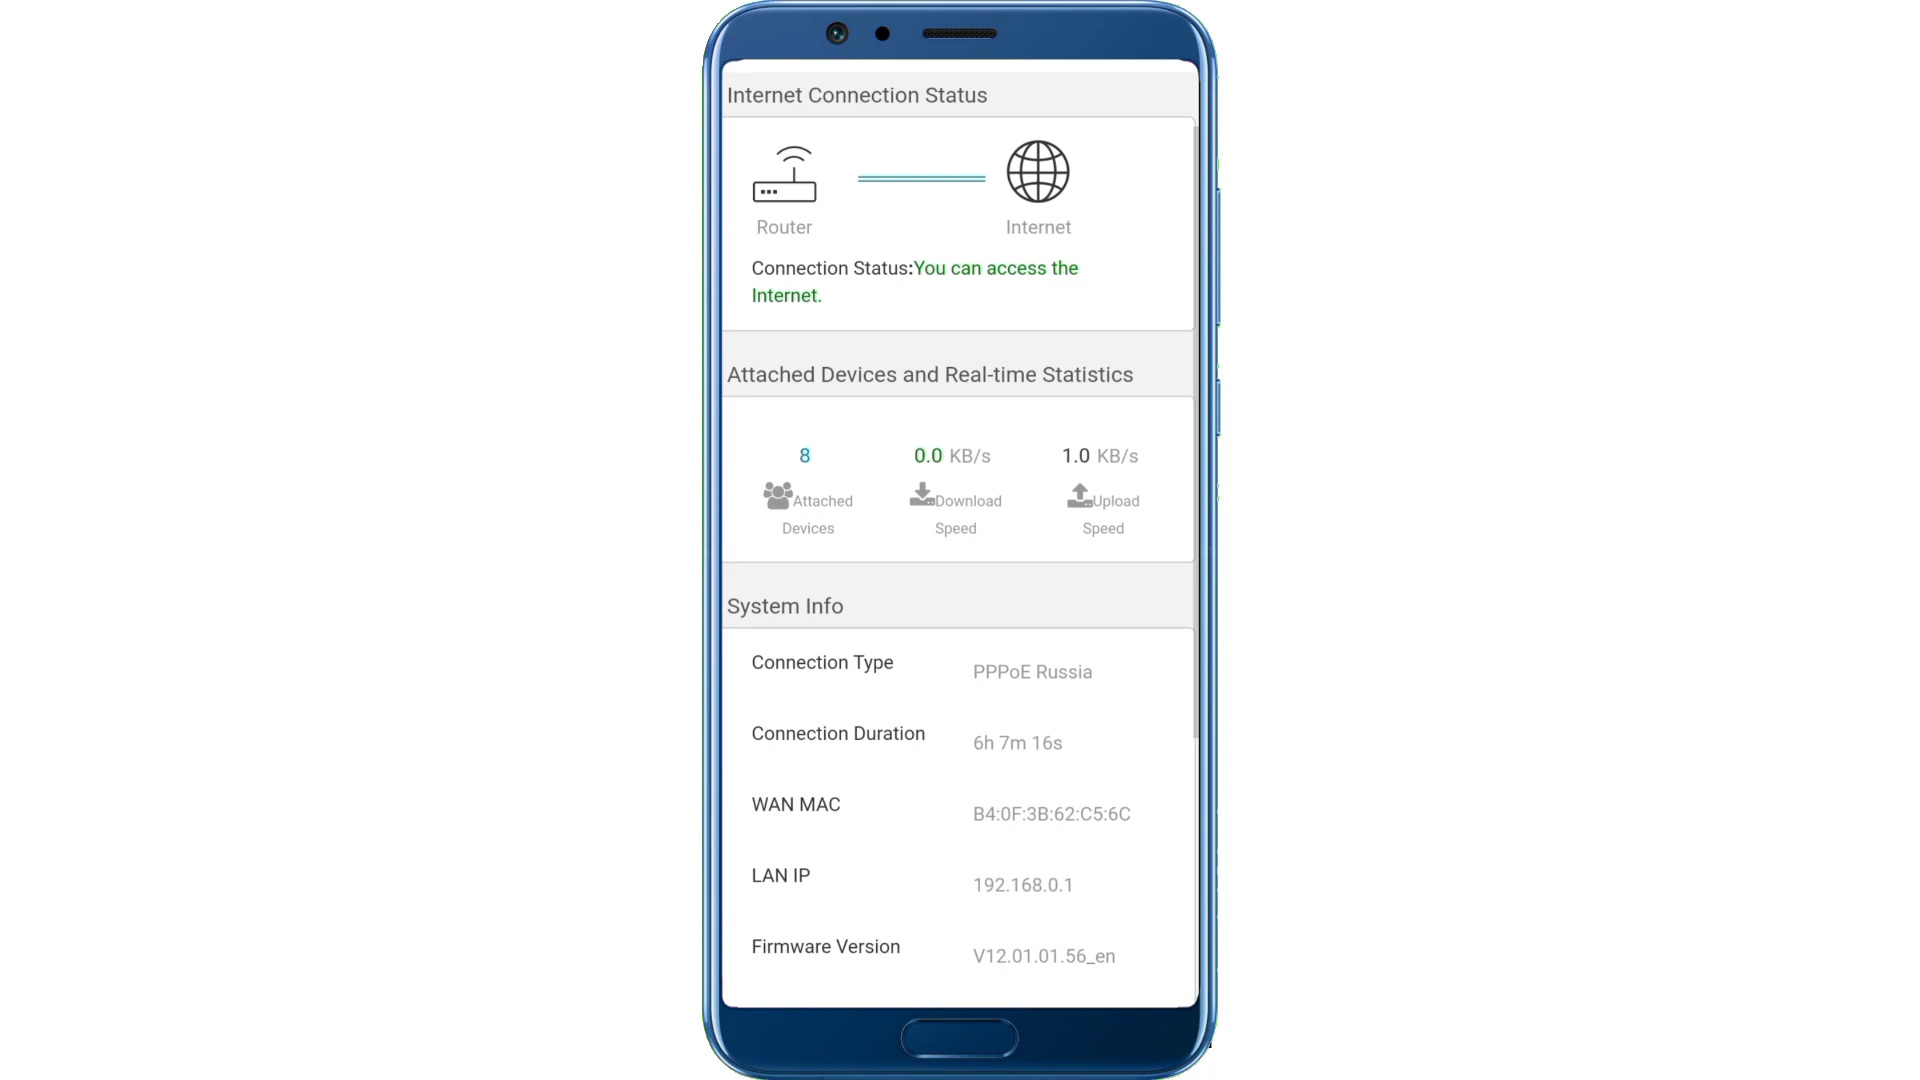 Internet Connection Status
Router
Internet
Connection Status:You can access the
Internet.
Attached Devices and Real-time Statistics
8
0.0 KB/s
1.0 KB/s
Attached
Devices
Download
Speed
Upload
Speed
System Info
Connection Type
PPPoE Russia
Connection Duration
6h 7m 16s
WAN MAC
B4:0F:3B:62:C5:6C
LAN IP
192.168.0.1
Firmware Version
V12.01.01.56_en